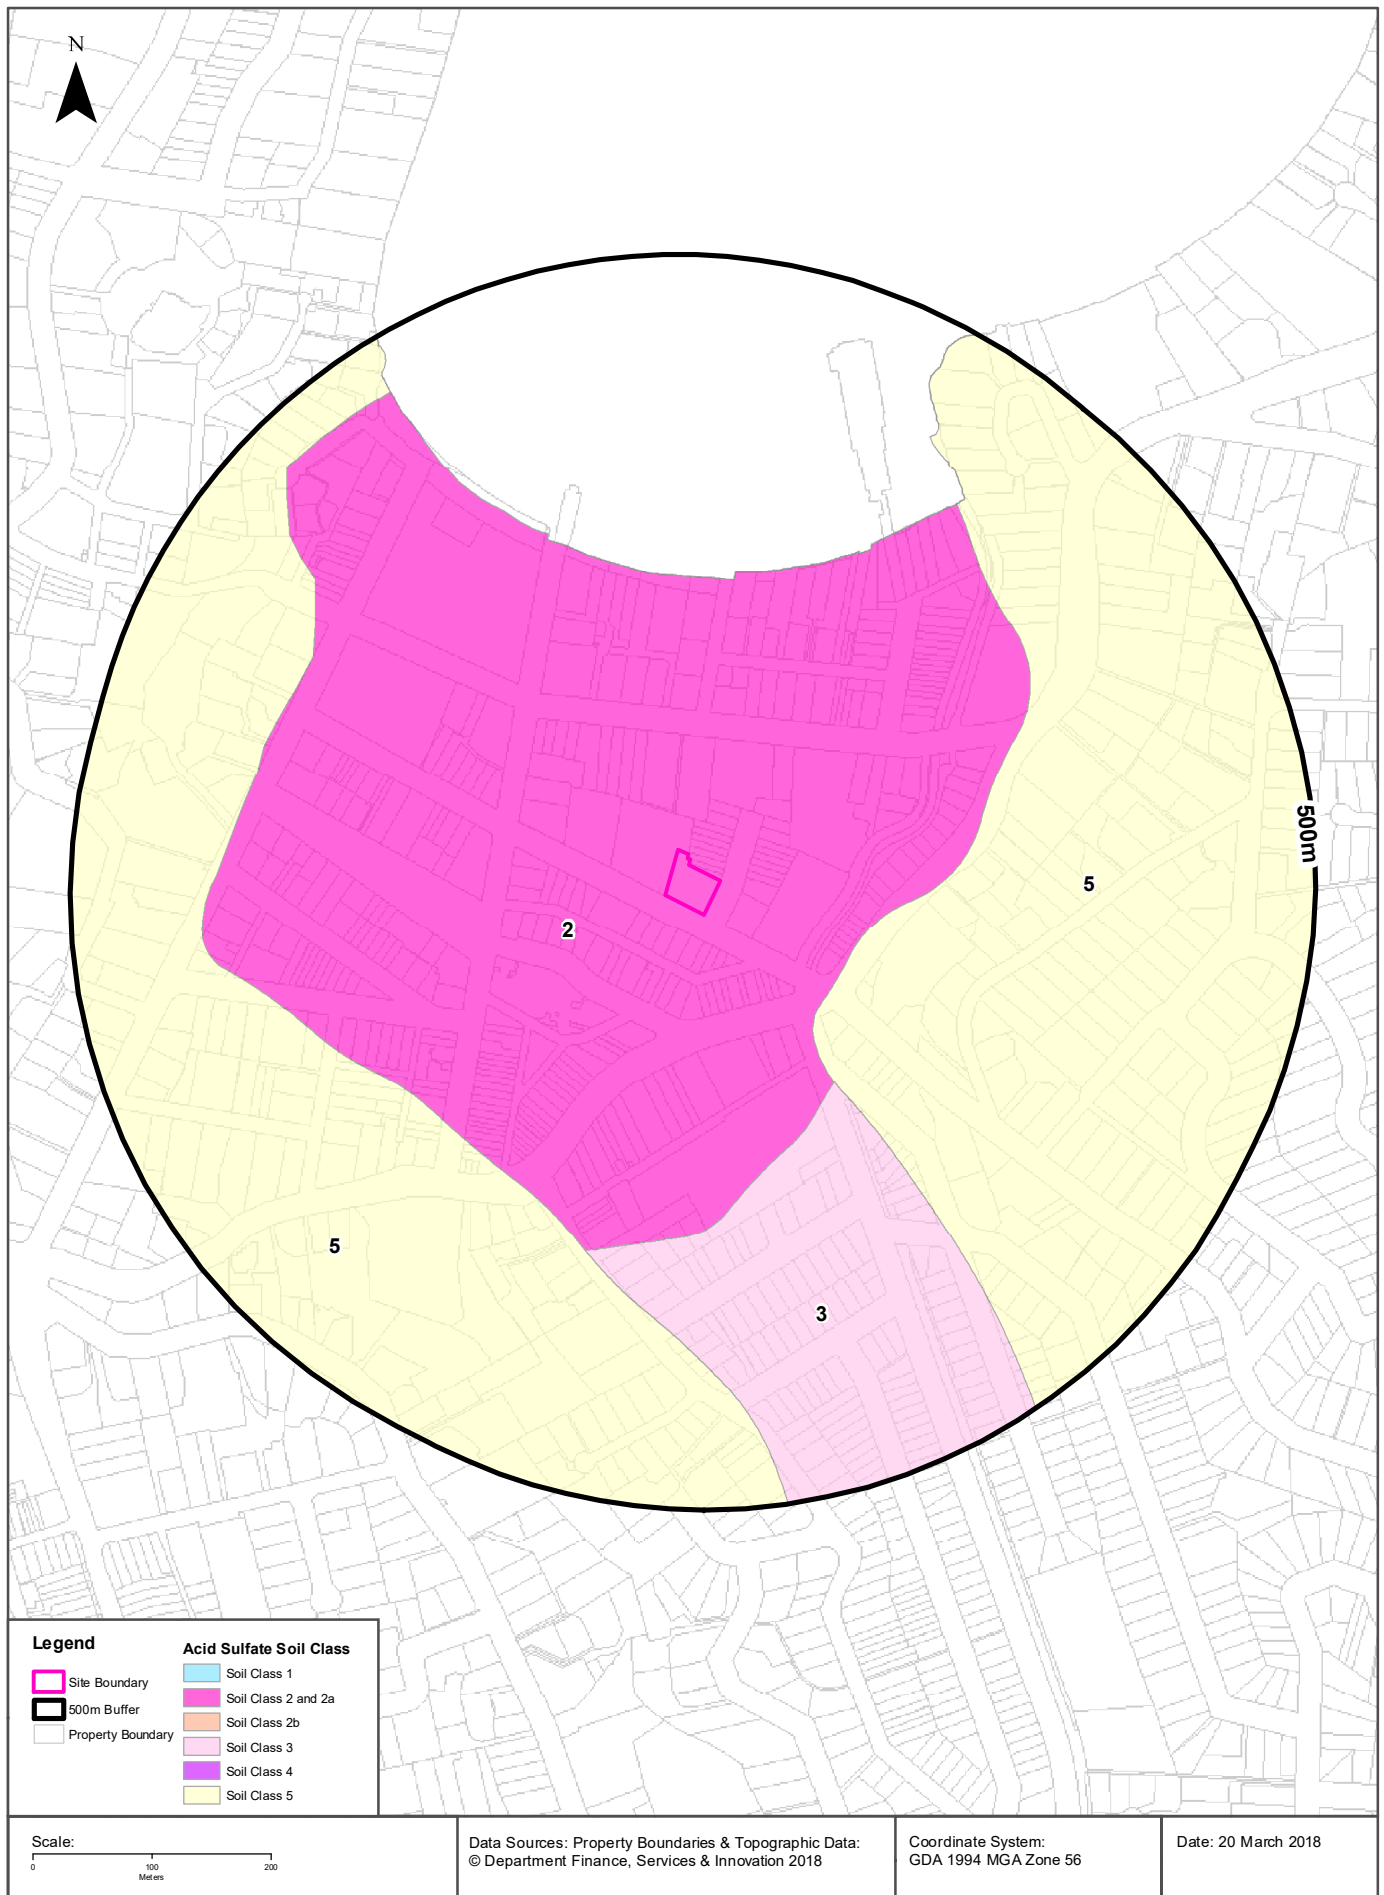 N
500m
5
2
5
3
Legend
Site Boundary
500m Buffer
Property Boundary
Acid Sulfate Soil Class
Soil Class 1
Soil Class 2 and 2a
Soil Class 2b
Soil Class 3
Soil Class 4
Soil Class 5
Scale:
0 100 200
Meters
Data Sources: Property Boundaries & Topographic Data:
© Department Finance, Services & Innovation 2018
Coordinate System:
GDA 1994 MGA Zone 56
Date: 20 March 2018